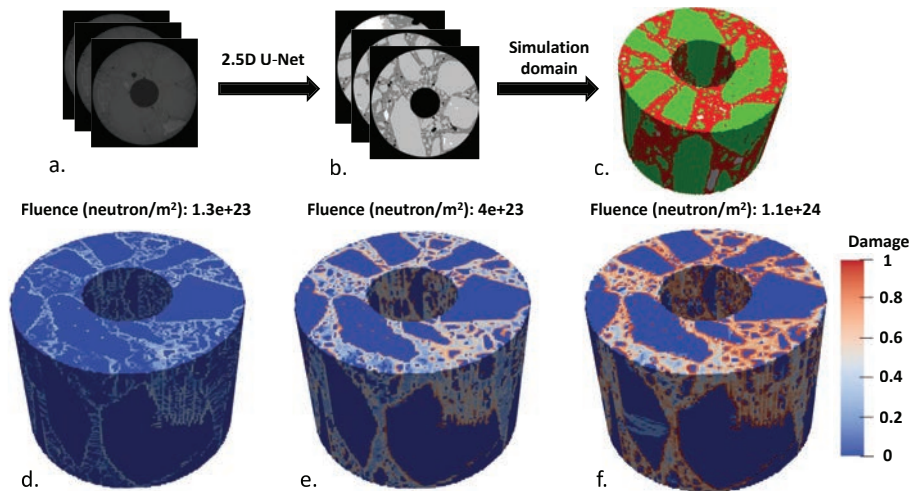 2.5D U-Net
Simulation
domain
a.
b.
c.
Fluence (neutron/m²): 1.3e+23
Fluence (neutron/m²): 4e+23
Fluence (neutron/m²): 1.1e+24
Damage
1
0.8
0.6
0.4
0.2
0
d.
e.
f.